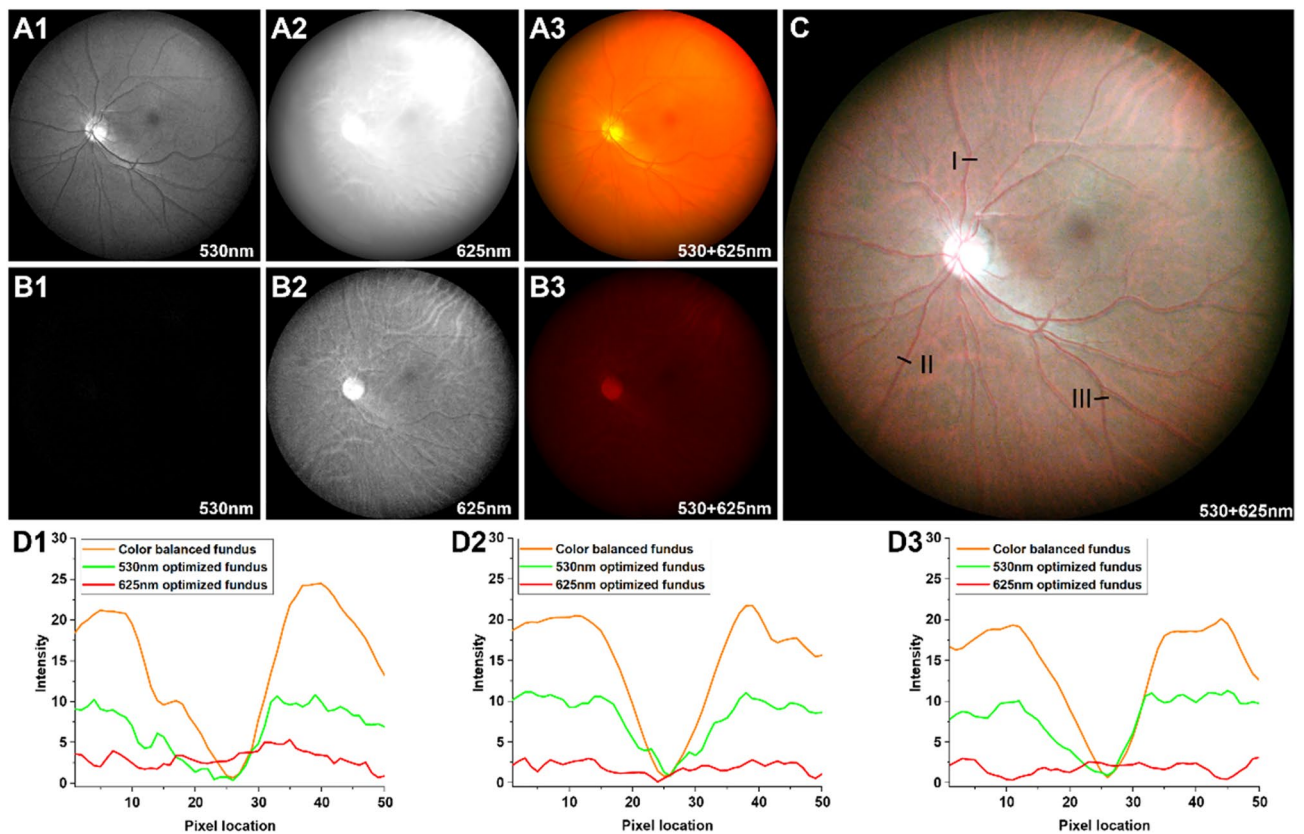 A1
530nm
A2
625nm
A3
530+625nm
C
I
II
III
530+625nm
B1
530nm
B2
625nm
B3
530+625nm
D1
Color balanced fundus
530nm optimized fundus
625nm optimized fundus
Intensity
30
25
20
15
10
5
0
10 20 30 40 50
Pixel location
D2
Color balanced fundus
530nm optimized fundus
625nm optimized fundus
Intensity
30
25
20
15
10
5
0
10 20 30 40 50
Pixel location
D3
Color balanced fundus
530nm optimized fundus
625nm optimized fundus
Intensity
30
25
20
15
10
5
0
10 20 30 40 50
Pixel location